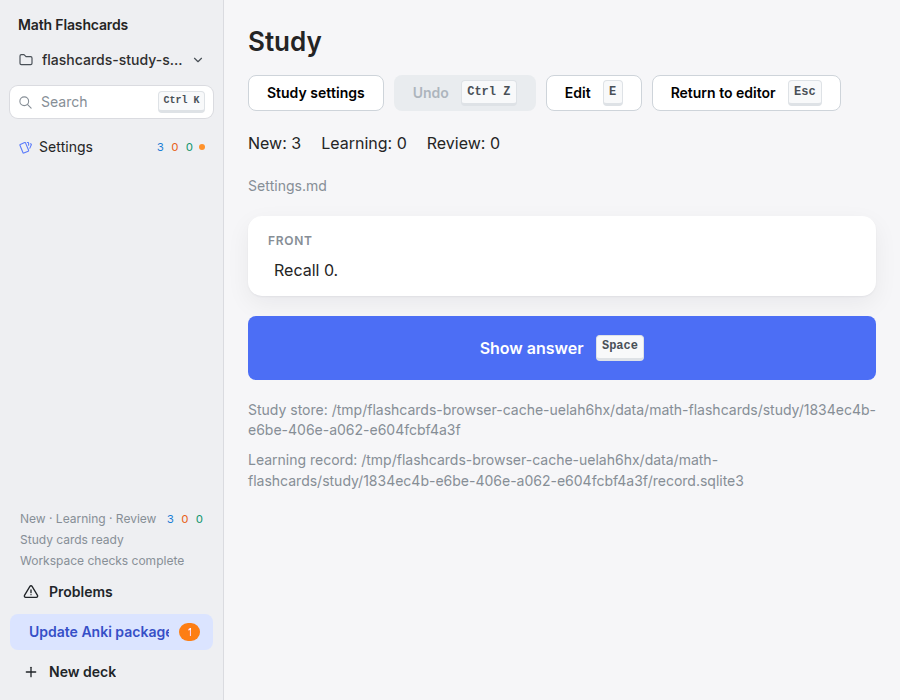 Math Flashcards
flashcards-study-s...
Search Ctrl K
Settings 3 0 0
New · Learning · Review 3 0 0
Study cards ready
Workspace checks complete
Problems
Update Anki package 1
New deck
Study
Study settings Undo Ctrl Z Edit E Return to editor Esc
New: 3 Learning: 0 Review: 0
Settings.md
FRONT
Recall 0.
Show answer Space
Study store: /tmp/flashcards-browser-cache-uelah6hx/data/math-flashcards/study/1834ec4b-
e6be-406e-a062-e604fcbf4a3f
Learning record: /tmp/flashcards-browser-cache-uelah6hx/data/math-
flashcards/study/1834ec4b-e6be-406e-a062-e604fcbf4a3f/record.sqlite3